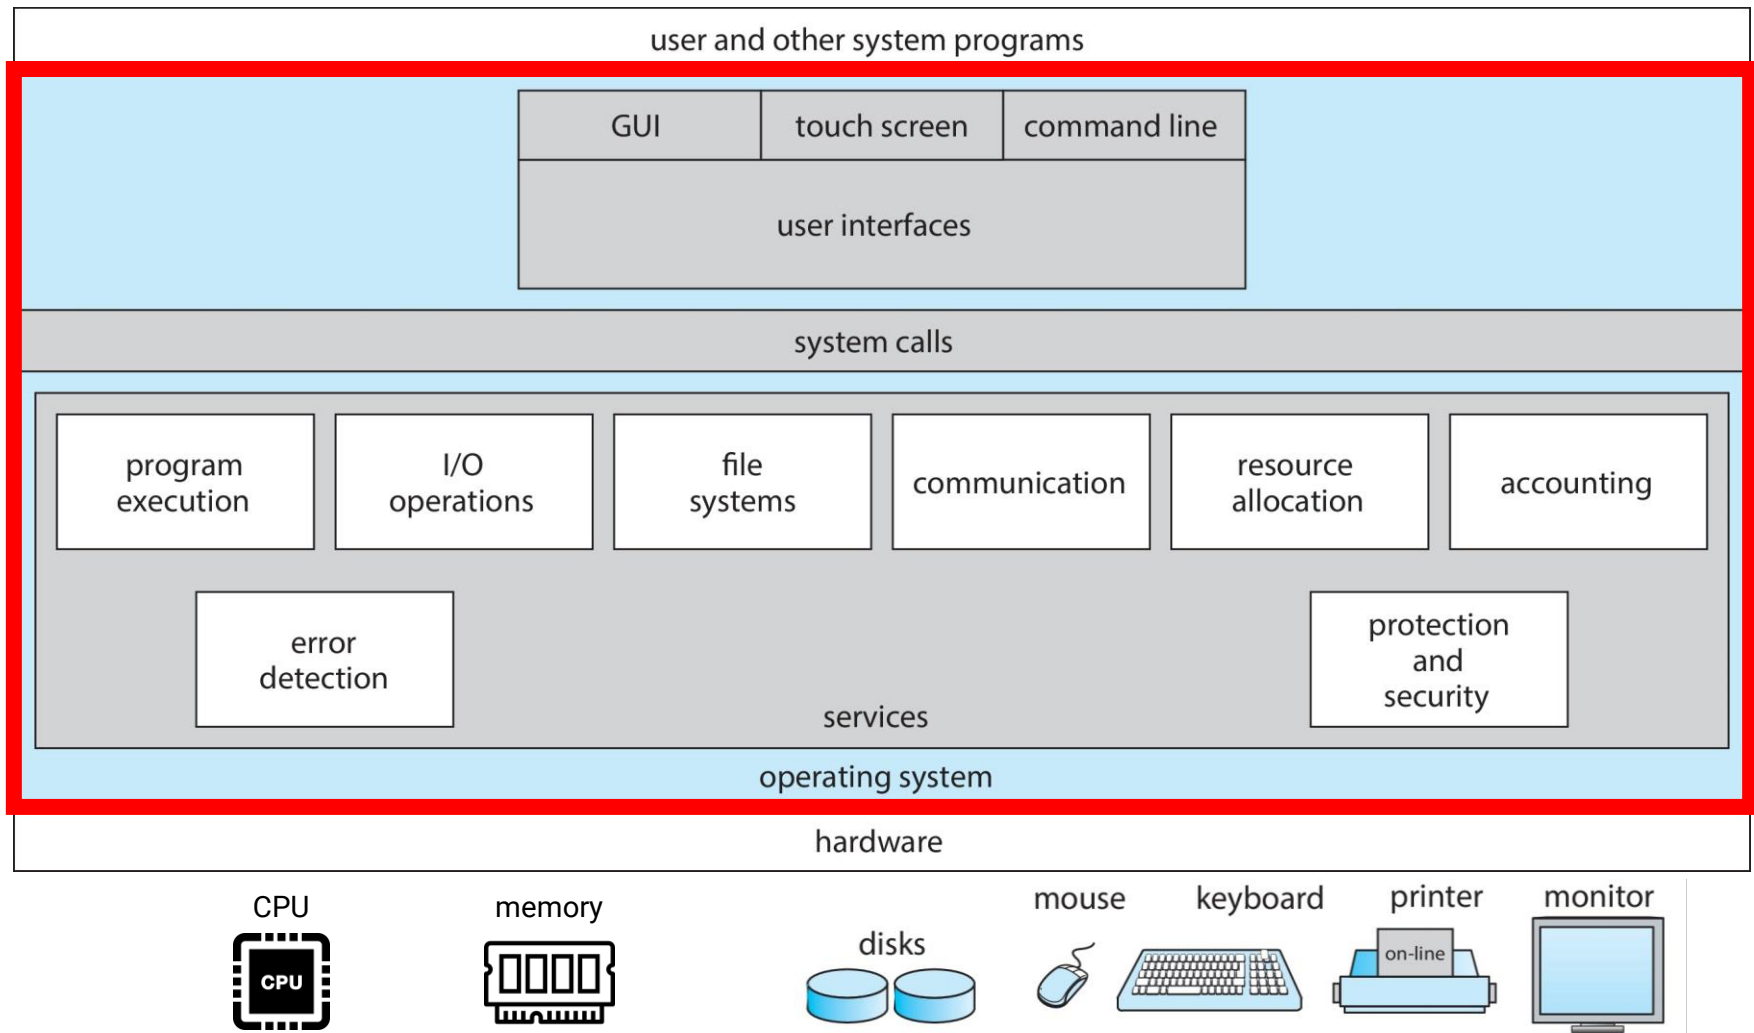 user and other system programs
GUI
touch screen
command line
user interfaces
system calls
program
execution
I/O
operations
file
systems
communication
resource
allocation
accounting
error
detection
protection
and
security
services
operating system
hardware
CPU
memory
disks
mouse
keyboard
printer
monitor
CPU
on-line